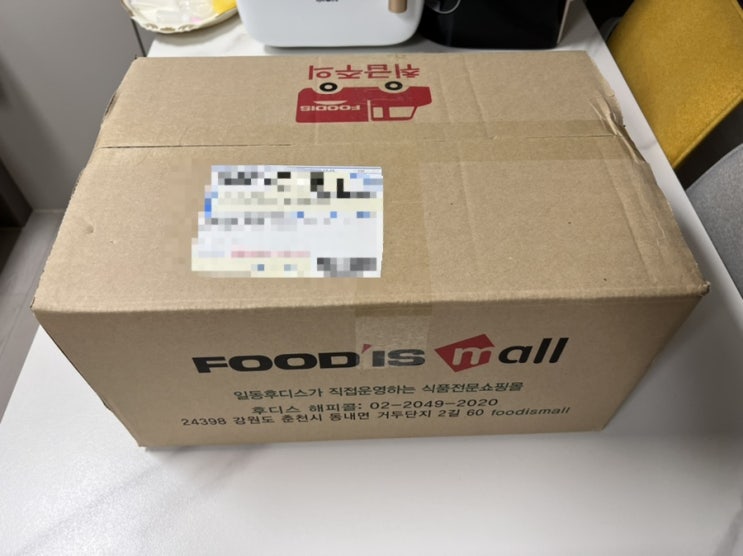 취급주의
FOODIS
FOOD'IS mall
일동후디스가 직접운영하는 식품전문쇼핑몰
후디스 해피콜: 02-2049-2020
24398 강원도 춘천시 동내면 거두단지 2길 60 foodismall